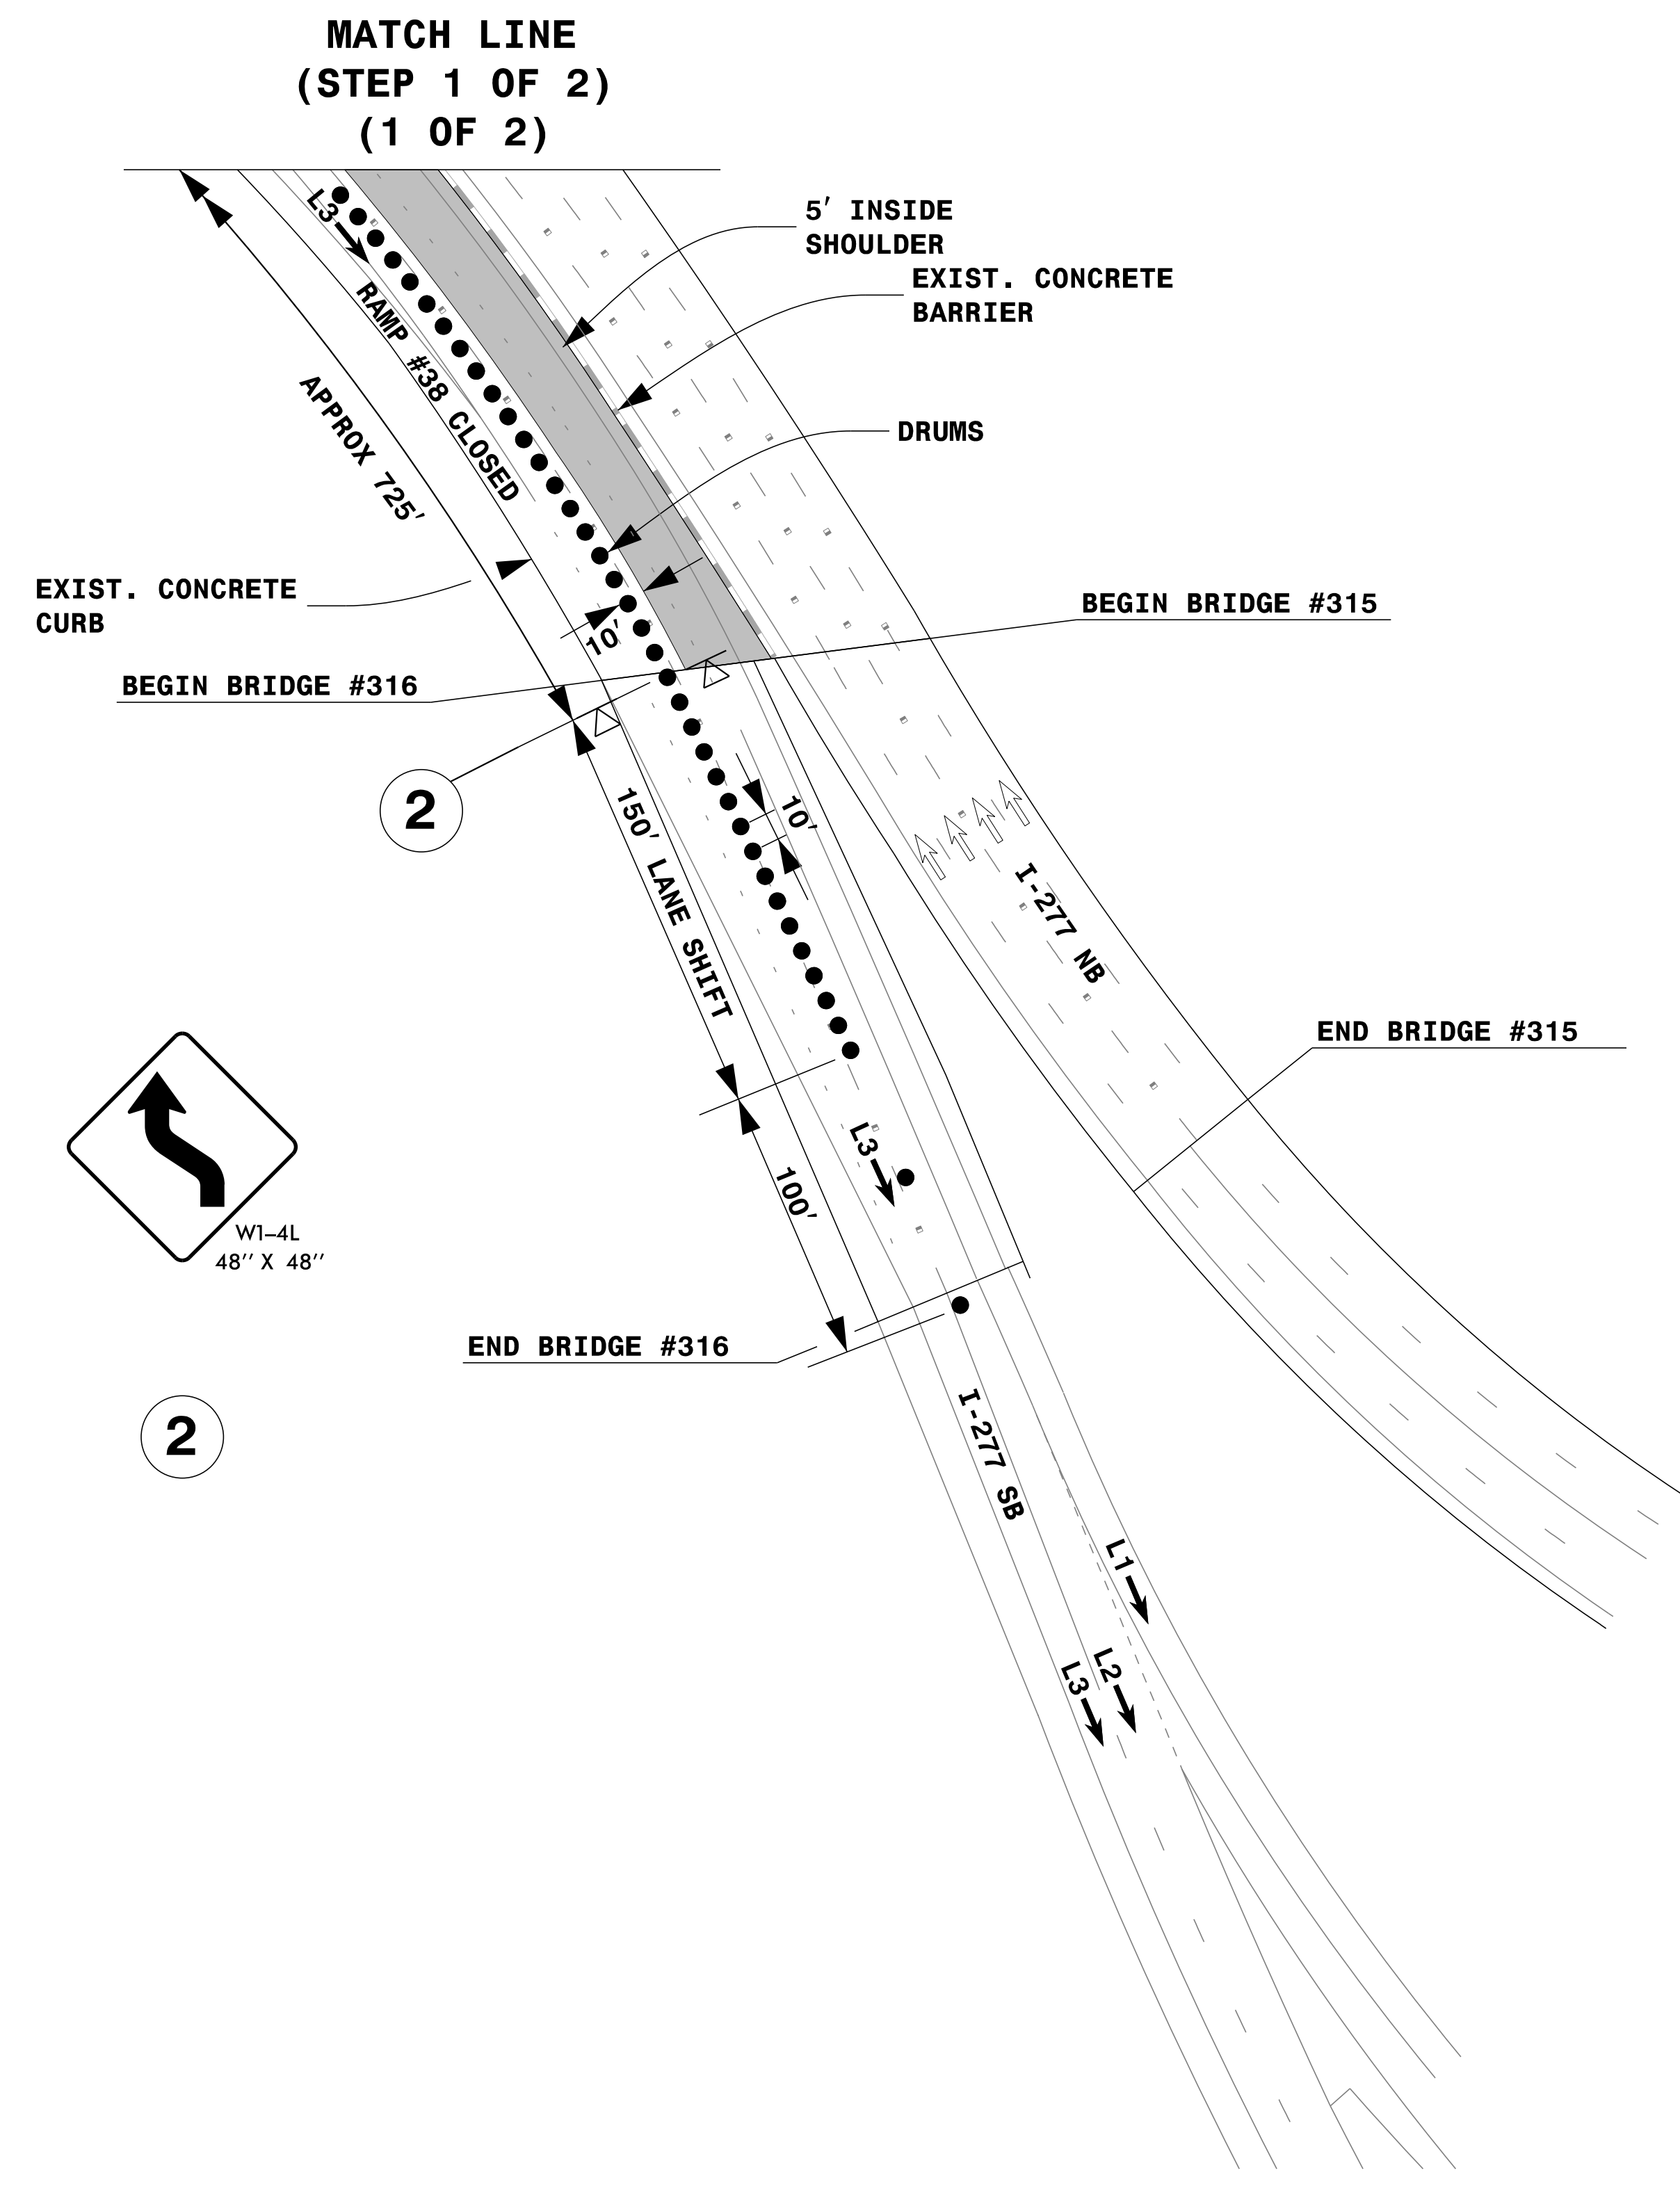 MATCH LINE
(STEP 1 OF 2)
(1 OF 2)
L3
5' INSIDE
SHOULDER
EXIST. CONCRETE
BARRIER
RAMP #38 CLOSED
APPROX 725'
DRUMS
EXIST. CONCRETE
CURB
10'
BEGIN BRIDGE #315
BEGIN BRIDGE #316
2
10'
150' LANE SHIFT
I-277 NB
END BRIDGE #315
L3
100'
W1-4L
48'' X 48''
END BRIDGE #316
2
I-277 SB
L1
L2
L3